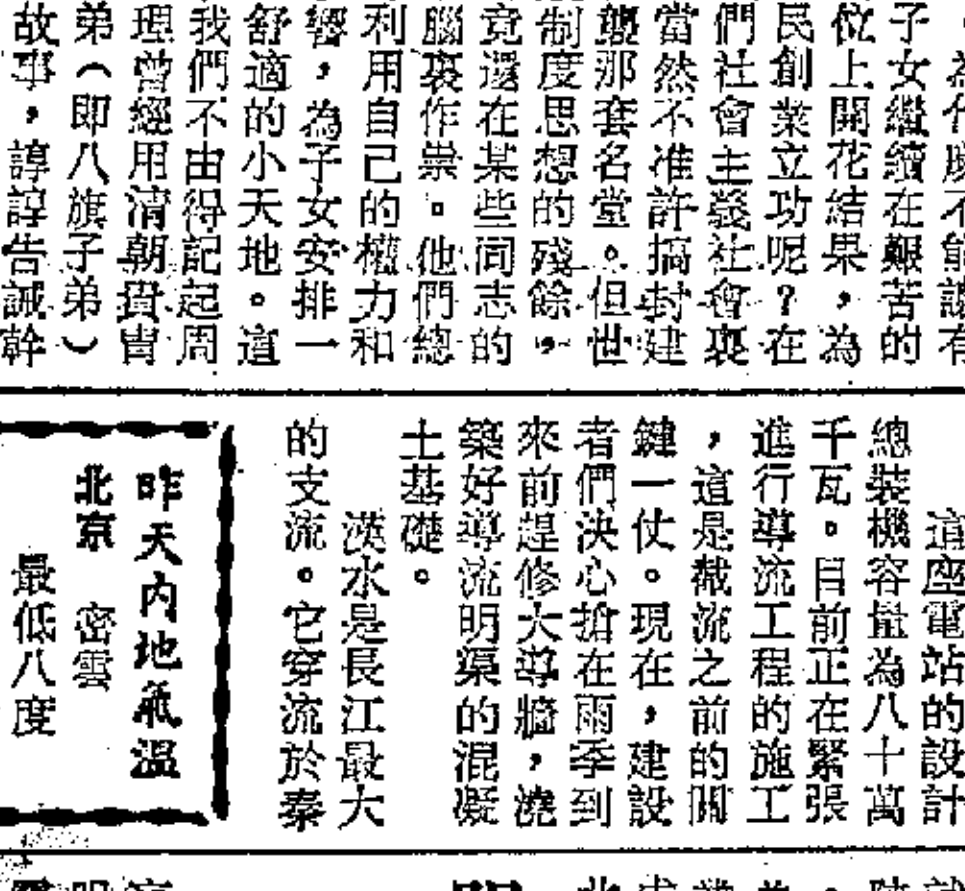 為什麼不能讓有
子女繼續在艱苦的
位上開花結果，為
民創業立功呢？在
們社會主義社會裏
當然不准許搞封建
襲那套名堂。但世
制度思想的殘餘，
竟還在某些同志的
腦裏作祟。他們總
利用自己的權力和
響，為子女安排一
舒適的小天地。這
我們不由得記起周
理曾經用清朝貴胄
弟（即八旗子弟）
故事，諄諄告誡幹
這座電站的設計
總裝機容量為八十萬
千瓦。目前正在緊張
進行導流工程的施工
，這是截流之前的關
鍵一仗。現在，建設
者們決心搶在雨季到
來前趕修大導牆，澆
築好導流明渠的混凝
土基礎。
漢水是長江最大
的支流。它穿流於秦
昨天內地氣溫
北京　密雲
最低八度